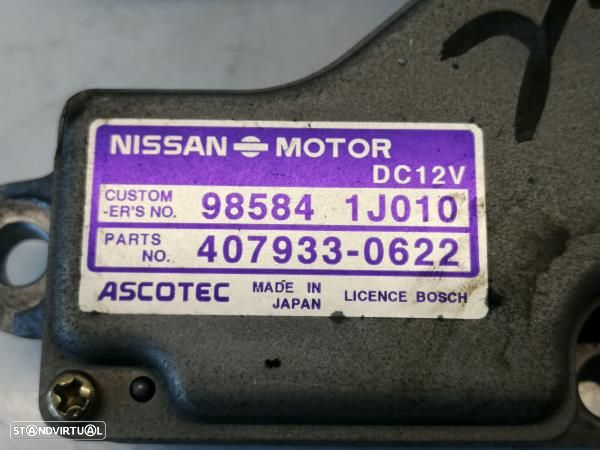 NISSAN MOTOR
DC12V
CUSTOM -ER'S NO. 98584 1J010
PARTS NO. 407933-0622
ASCOTEC MADE IN JAPAN LICENCE BOSCH
STANDVIRTUAL